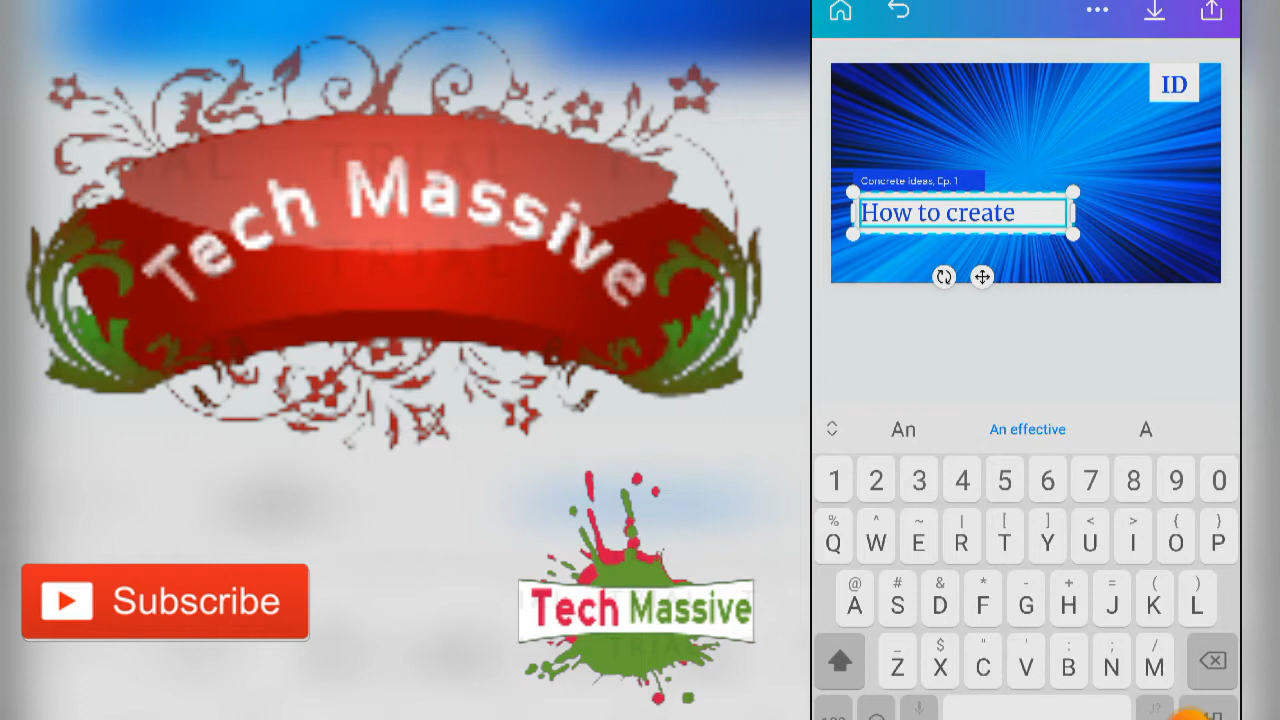 Tech Massive
Subscribe
Tech Massive
ID
Concrete ideas, Ep. 1
How to create
An An effective A
1 2 3 4 5 6 7 8 9 0
% ^ ~ | [ ] < > { }
Q W E R T Y U I O P
@ # & * - + = ( )
A S D F G H J K L
_ $ " ' : ; /
Z X C V B N M
!?